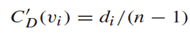 C′_D(v_i) = d_i/(n − 1)